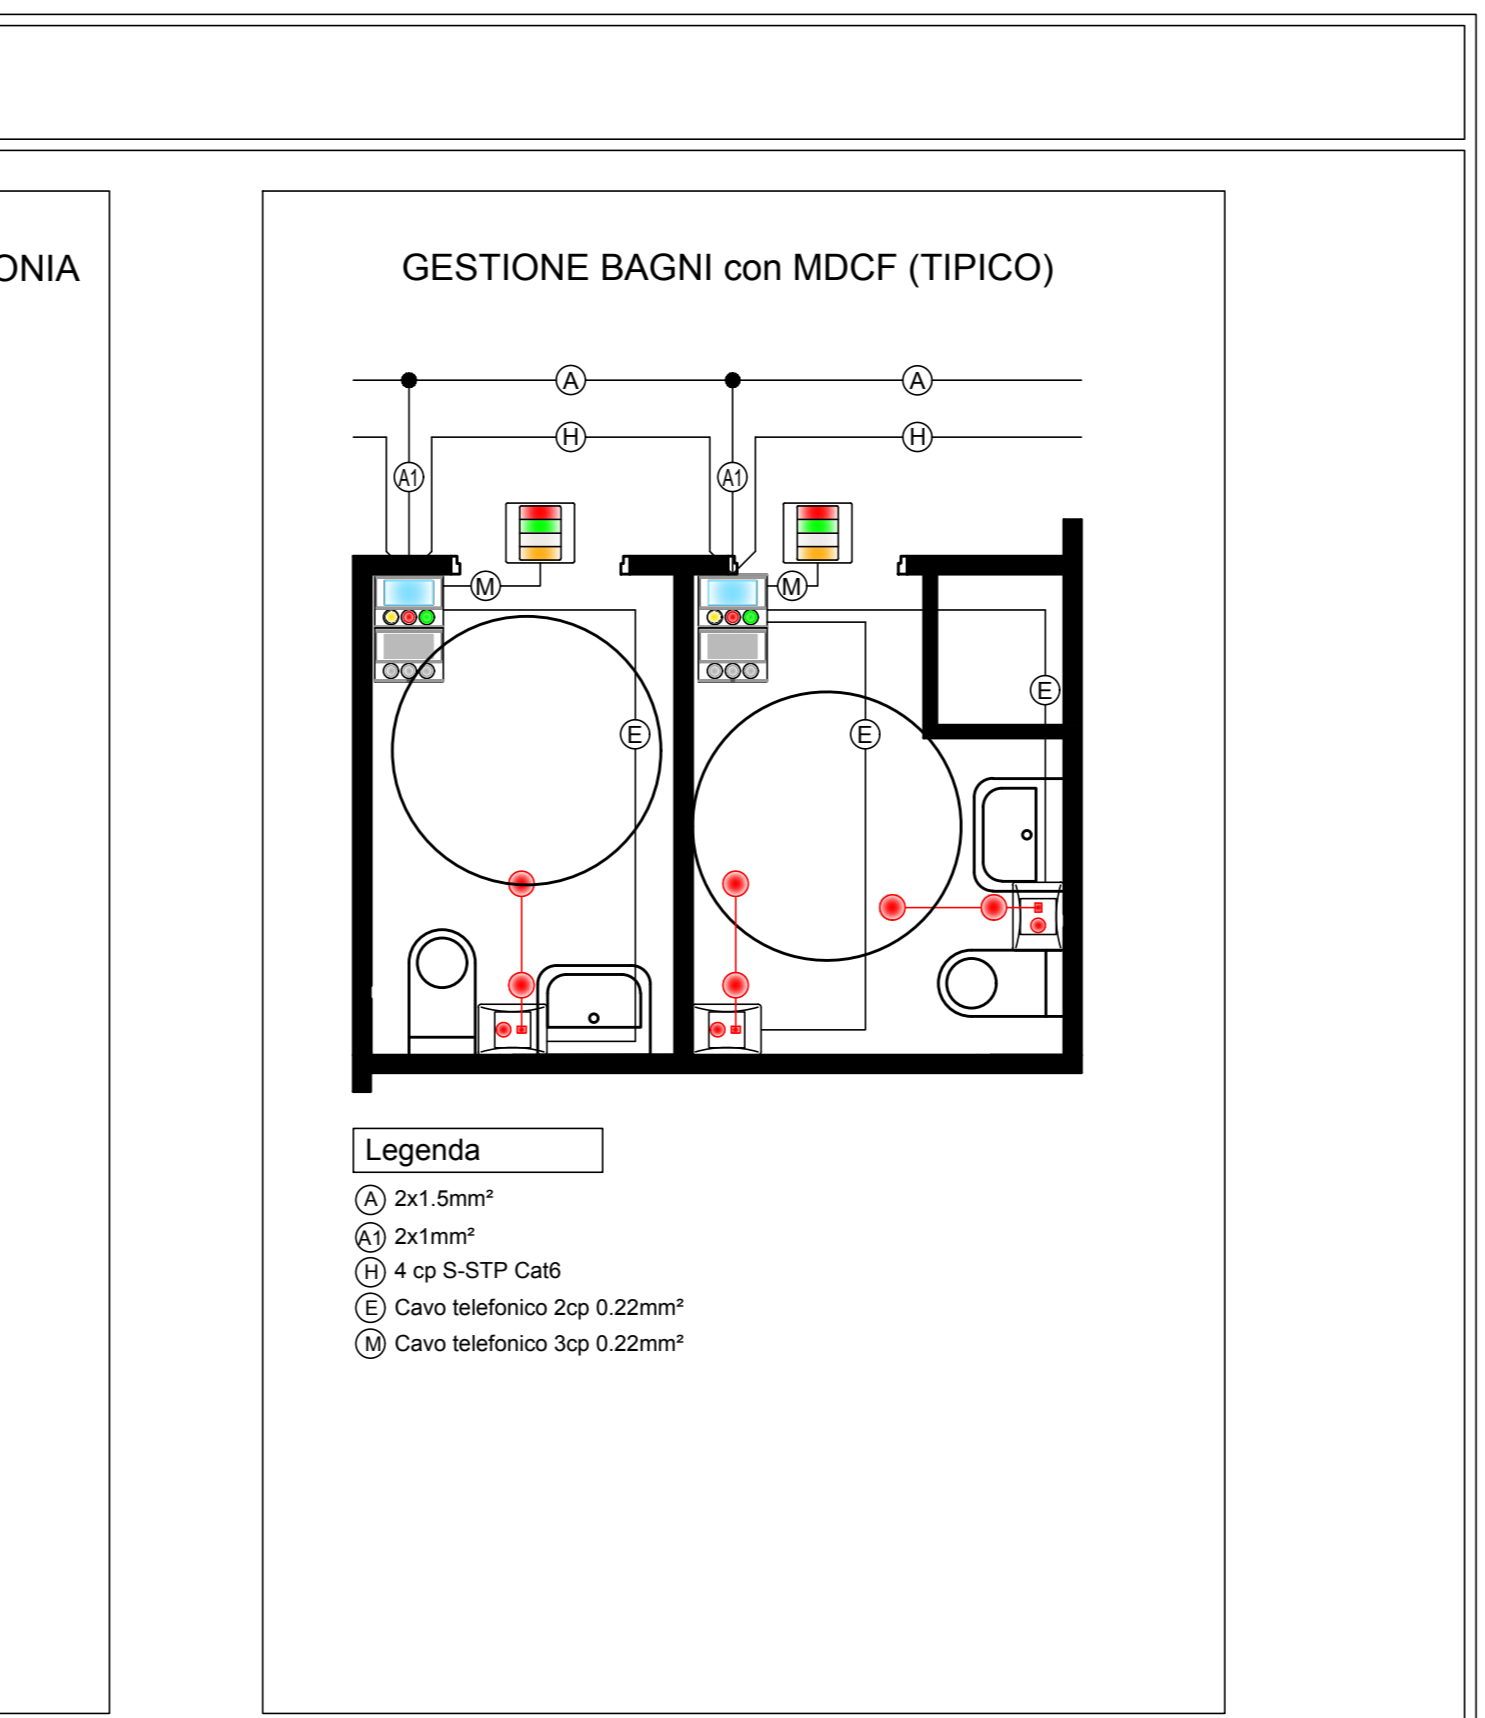 ONIA
GESTIONE BAGNI con MDCF (TIPICO)
A A
H H
A1 A1
M M
E
E E
Legenda
A 2x1.5mm²
A1 2x1mm²
H 4 cp S-STP Cat6
E Cavo telefonico 2cp 0.22mm²
M Cavo telefonico 3cp 0.22mm²